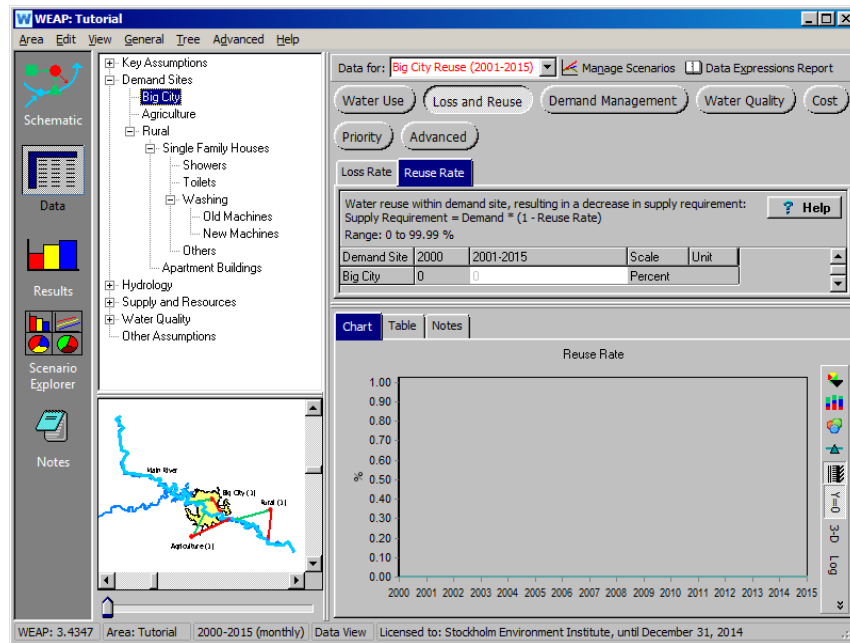 WEAP: Tutorial
Area Edit View General Tree Advanced Help
Schematic
Data
Results
Scenario
Explorer
Notes
Key Assumptions
Demand Sites
Big City
Agriculture
Rural
Single Family Houses
Showers
Toilets
Washing
Old Machines
New Machines
Others
Apartment Buildings
Hydrology
Supply and Resources
Water Quality
Other Assumptions
Main River
Big City (1)
Rural (1)
Agriculture (1)
Data for: Big City Reuse (2001-2015) Manage Scenarios Data Expressions Report
Water Use Loss and Reuse Demand Management Water Quality Cost
Priority Advanced
Loss Rate Reuse Rate
Water reuse within demand site, resulting in a decrease in supply requirement:
Supply Requirement = Demand * (1 - Reuse Rate)
Range: 0 to 99.99 %
? Help
Demand Site 2000 2001-2015 Scale Unit
Big City 0 0 Percent
Chart Table Notes
Reuse Rate
1.00
0.90
0.80
0.70
0.60
0.50
0.40
0.30
0.20
0.10
0.00
%
2000 2001 2002 2003 2004 2005 2006 2007 2008 2009 2010 2011 2012 2013 2014 2015
Y=0
3-D
Log
WEAP: 3.4347 Area: Tutorial 2000-2015 (monthly) Data View Licensed to: Stockholm Environment Institute, until December 31, 2014